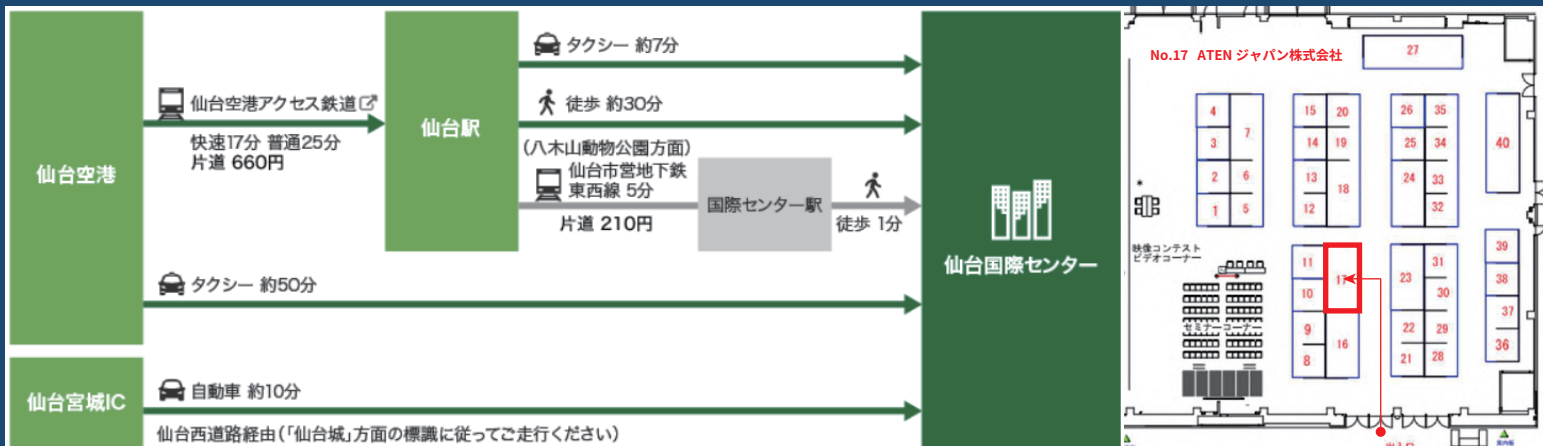 仙台空港
仙台空港アクセス鉄道
快速17分 普通25分
片道 660円
仙台駅
タクシー 約7分
徒歩 約30分
(八木山動物公園方面)
仙台市営地下鉄
東西線 5分
片道 210円
国際センター駅
徒歩 1分
タクシー 約50分
仙台宮城IC
自動車 約10分
仙台西道路経由(「仙台城」方面の標識に従ってご走行ください)
仙台国際センター
No.17 ATEN ジャパン株式会社
27
4
7
15
20
26
35
40
3
14
19
25
34
2
6
13
18
24
33
1
5
12
32
*
映像コンテスト
ビデオコーナー
11
17
23
31
39
10
30
38
セミナーコーナー
9
16
22
29
37
8
21
28
36